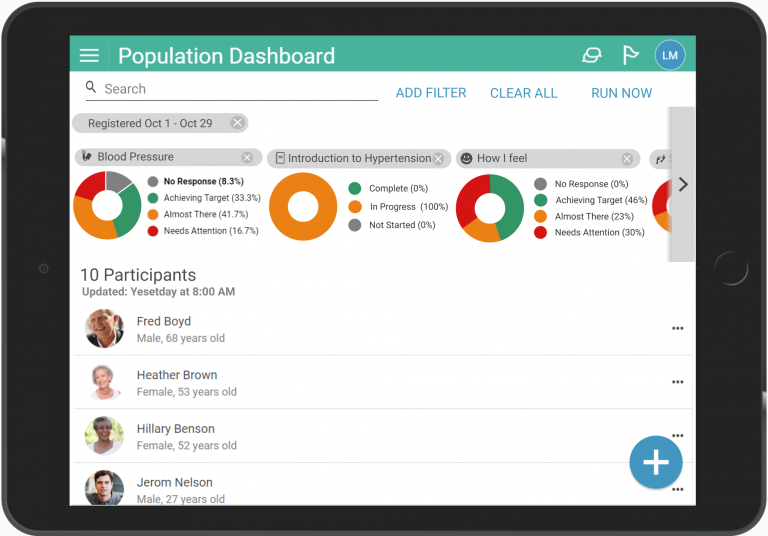 Population Dashboard
LM
Search
ADD FILTER
CLEAR ALL
RUN NOW
Registered Oct 1 - Oct 29
Blood Pressure
No Response (8.3%)
Achieving Target (33.3%)
Almost There (41.7%)
Needs Attention (16.7%)
Introduction to Hypertension
Complete (0%)
In Progress (100%)
Not Started (0%)
How I feel
No Response (0%)
Achieving Target (46%)
Almost There (23%)
Needs Attention (30%)
10 Participants
Updated: Yesetday at 8:00 AM
Fred Boyd
Male, 68 years old
Heather Brown
Female, 53 years old
Hillary Benson
Female, 52 years old
Jerom Nelson
Male, 27 years old